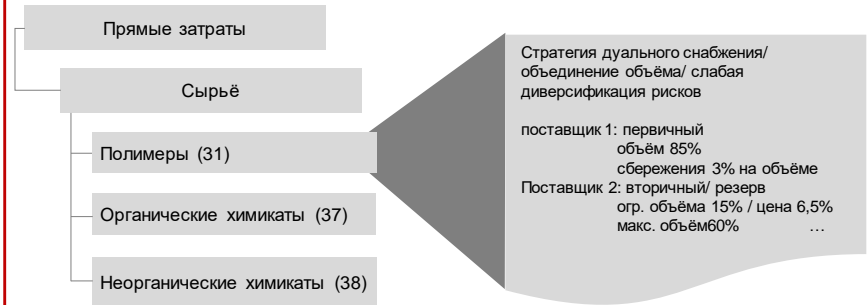 Прямые затраты
Сырьё
Полимеры (31)
Органические химикаты (37)
Неорганические химикаты (38)
Стратегия дуального снабжения/
объединение объёма/ слабая
диверсификация рисков
поставщик 1: первичный
объём 85%
сбережения 3% на объёме
Поставщик 2: вторичный/ резерв
огр. объёма 15% / цена 6,5%
макс. объём60% ...